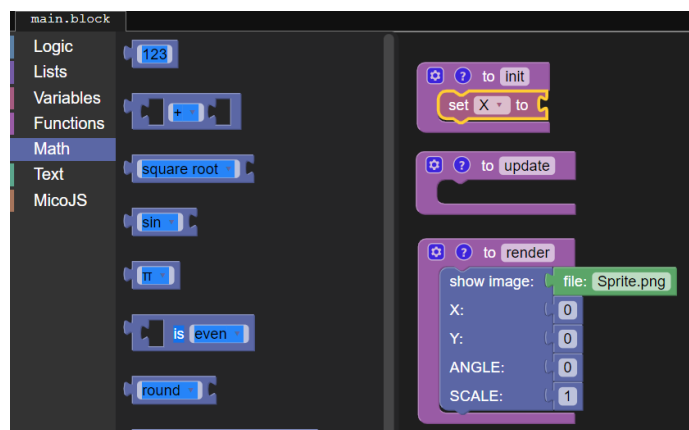 main.block
Logic
Lists
Variables
Functions
Math
Text
MicoJS
123
+
square root
sin
π
is even
round
? to init
set X to
? to update
? to render
show image: file: Sprite.png
X: 0
Y: 0
ANGLE: 0
SCALE: 1